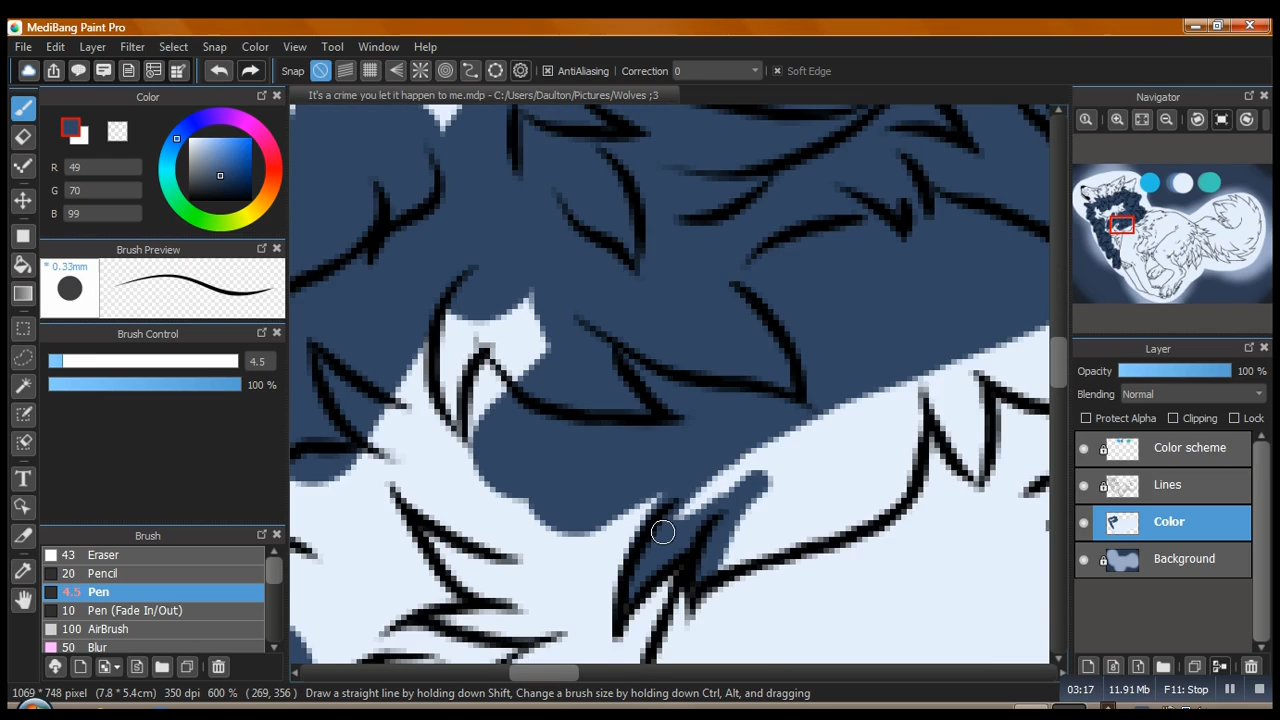 MediBang Paint Pro
File Edit Layer Filter Select Snap Color View Tool Window Help
Snap AntiAliasing Correction 0 Soft Edge
Color
It's a crime you let it happen to me.mdp - C:/Users/Daulton/Pictures/Wolves ;3
Navigator
R 49
G 70
B 99
Brush Preview
* 0.33mm
Brush Control
4.5
100 %
Layer
Opacity 100 %
Blending Normal
Protect Alpha Clipping Lock
Color scheme
Lines
Color
Background
Brush
43 Eraser
20 Pencil
4.5 Pen
10 Pen (Fade In/Out)
100 AirBrush
50 Blur
1069 * 748 pixel (7.8 * 5.4cm) 350 dpi 600 % ( 269, 356 ) Draw a straight line by holding down Shift, Change a brush size by holding down Ctrl, Alt, and dragging
03:17 11.91 Mb F11: Stop